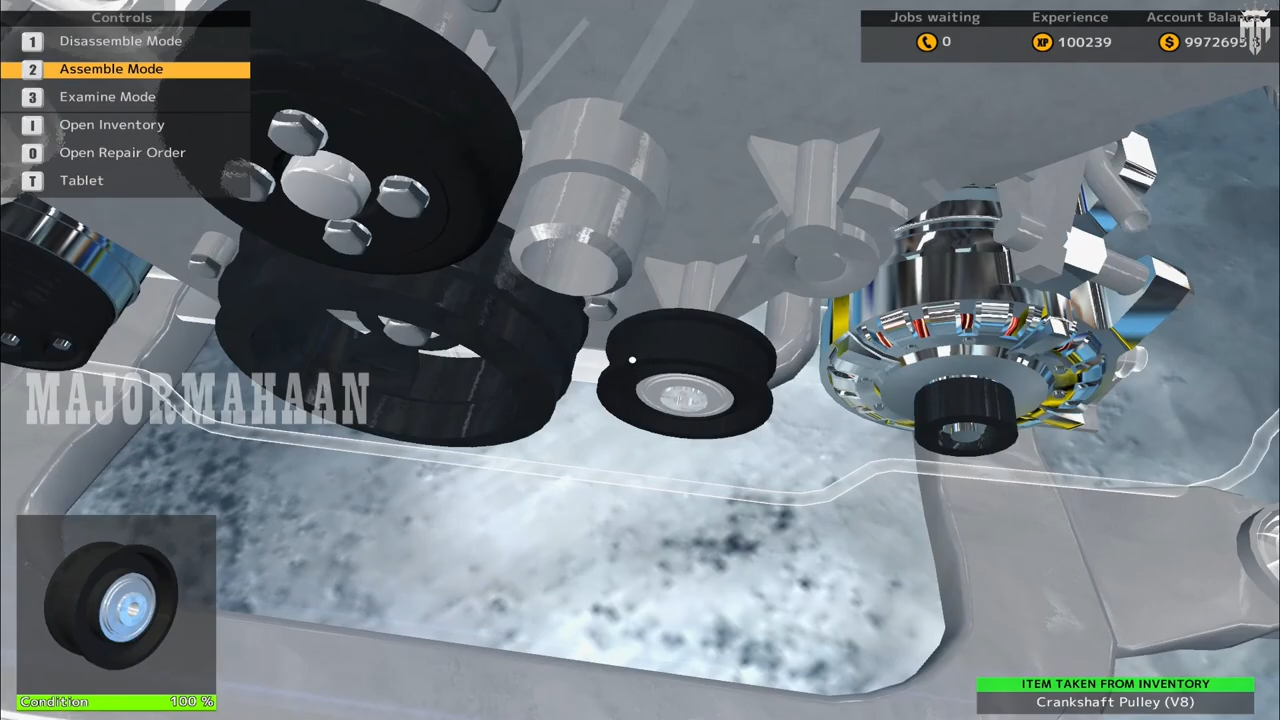 Controls
1 Disassemble Mode
2 Assemble Mode
3 Examine Mode
I Open Inventory
O Open Repair Order
T Tablet
Jobs waiting
0
Experience
XP 100239
Account Balance
$ 9972695
MAJORMAHAAN
Condition 100 %
ITEM TAKEN FROM INVENTORY
Crankshaft Pulley (V8)